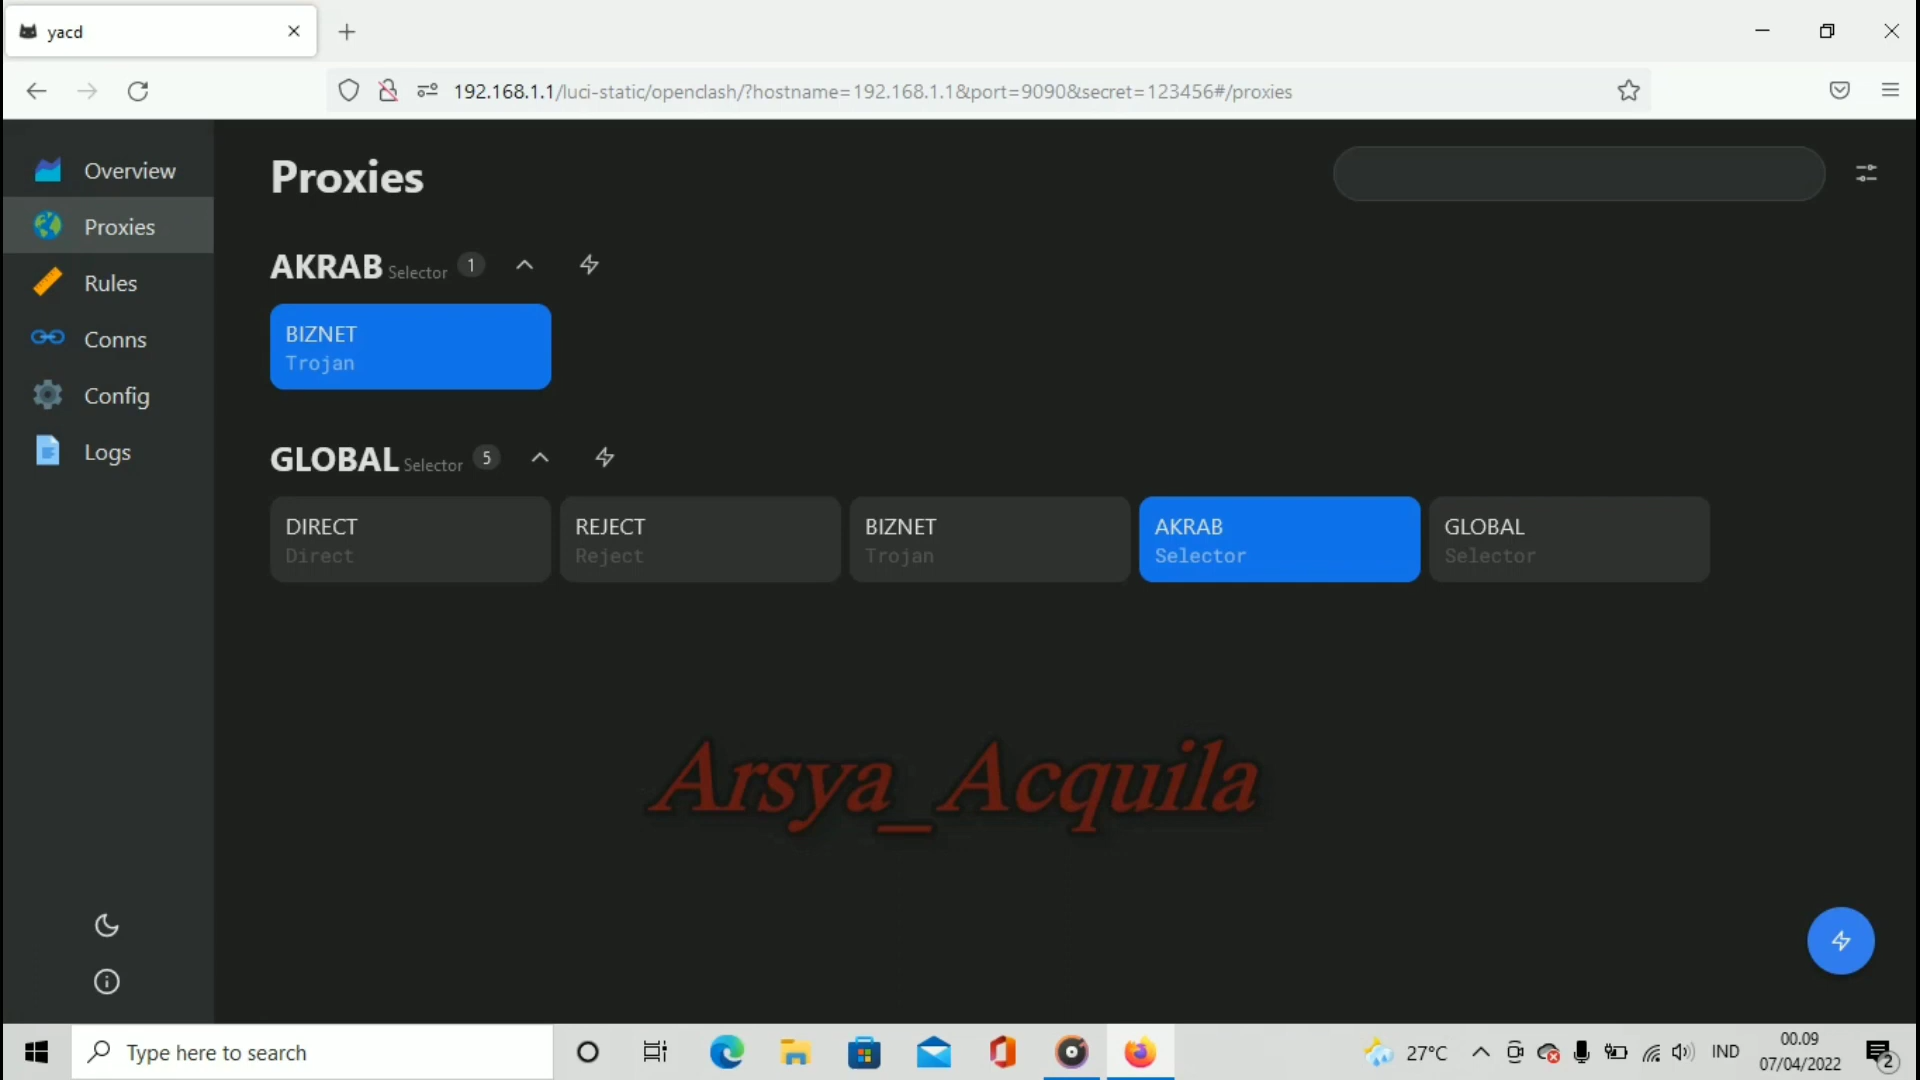 yacd
192.168.1.1/luci-static/openclash/?hostname=192.168.1.1&port=9090&secret=123456#/proxies
Overview
Proxies
Rules
Conns
Config
Logs
Proxies
AKRAB Selector 1
BIZNET
Trojan
GLOBAL Selector 5
DIRECT
Direct
REJECT
Reject
BIZNET
Trojan
AKRAB
Selector
GLOBAL
Selector
Arsya_Acquila
Type here to search
27°C
IND
00.09
07/04/2022
2